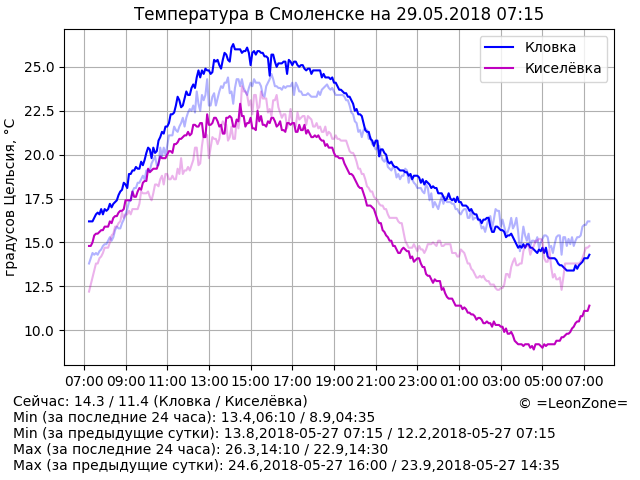 Температура в Смоленске на 29.05.2018 07:15
Кловка
Киселёвка
градусов Цельсия, °C
25.0
22.5
20.0
17.5
15.0
12.5
10.0
07:00 09:00 11:00 13:00 15:00 17:00 19:00 21:00 23:00 01:00 03:00 05:00 07:00
Сейчас: 14.3 / 11.4 (Кловка / Киселёвка)
© =LeonZone=
Min (за последние 24 часа): 13.4,06:10 / 8.9,04:35
Min (за предыдущие сутки): 13.8,2018-05-27 07:15 / 12.2,2018-05-27 07:15
Max (за последние 24 часа): 26.3,14:10 / 22.9,14:30
Max (за предыдущие сутки): 24.6,2018-05-27 16:00 / 23.9,2018-05-27 14:35